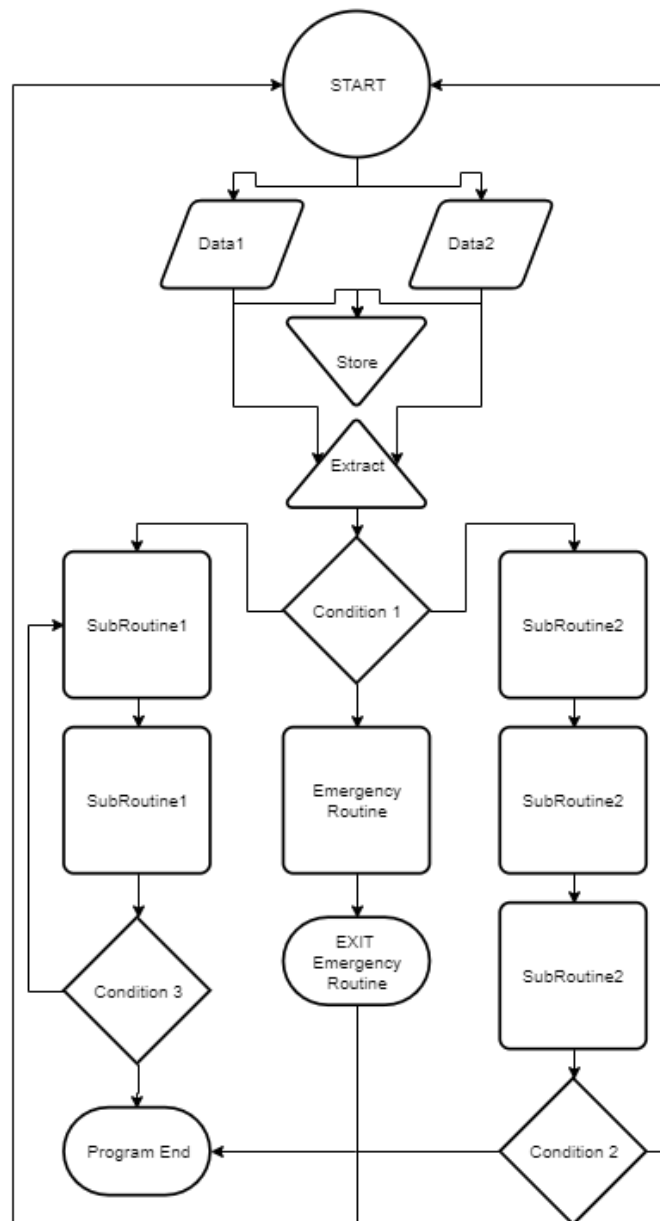 START
Data1
Data2
Store
Extract
Condition 1
SubRoutine1
SubRoutine2
SubRoutine1
Emergency
Routine
SubRoutine2
EXIT
Emergency
Routine
SubRoutine2
Condition 3
Program End
Condition 2